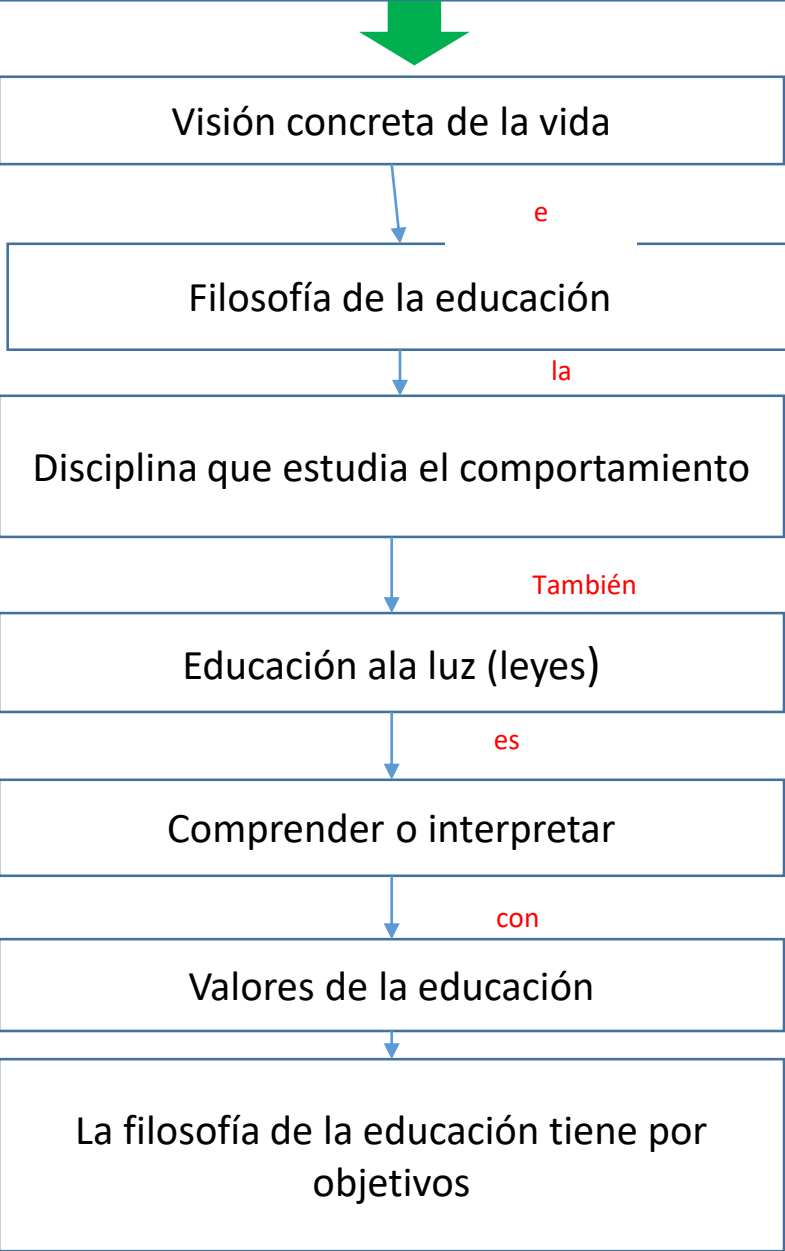 Visión concreta de la vida
e
Filosofía de la educación
la
Disciplina que estudia el comportamiento
También
Educación ala luz (leyes)
es
Comprender o interpretar
con
Valores de la educación
La filosofía de la educación tiene por
objetivos